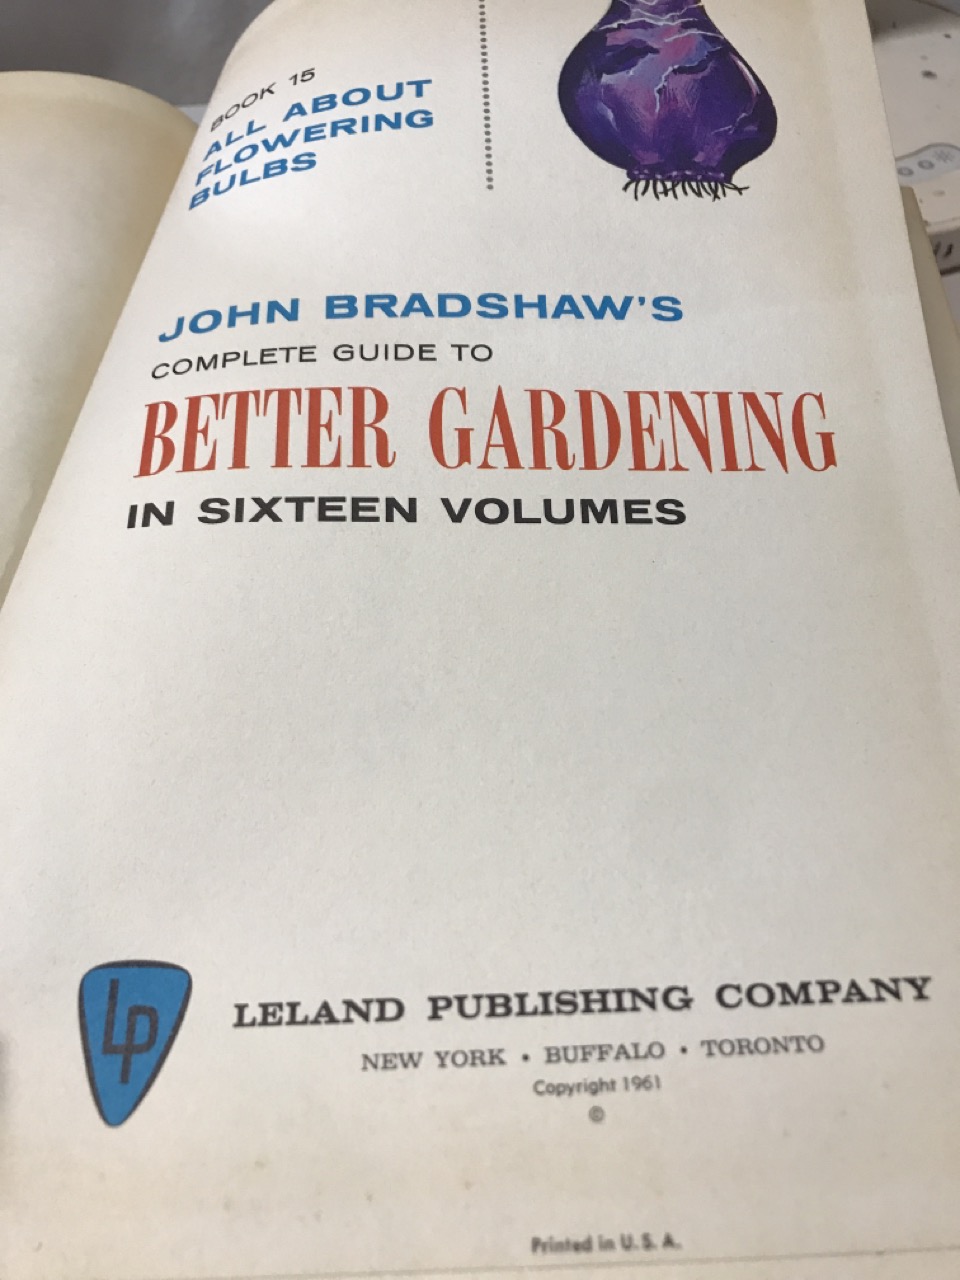 BOOK 15
ALL ABOUT
FLOWERING
BULBS
JOHN BRADSHAW'S
COMPLETE GUIDE TO
BETTER GARDENING
IN SIXTEEN VOLUMES
LP
LELAND PUBLISHING COMPANY
NEW YORK • BUFFALO • TORONTO
Copyright 1961
©
Printed in U. S. A.